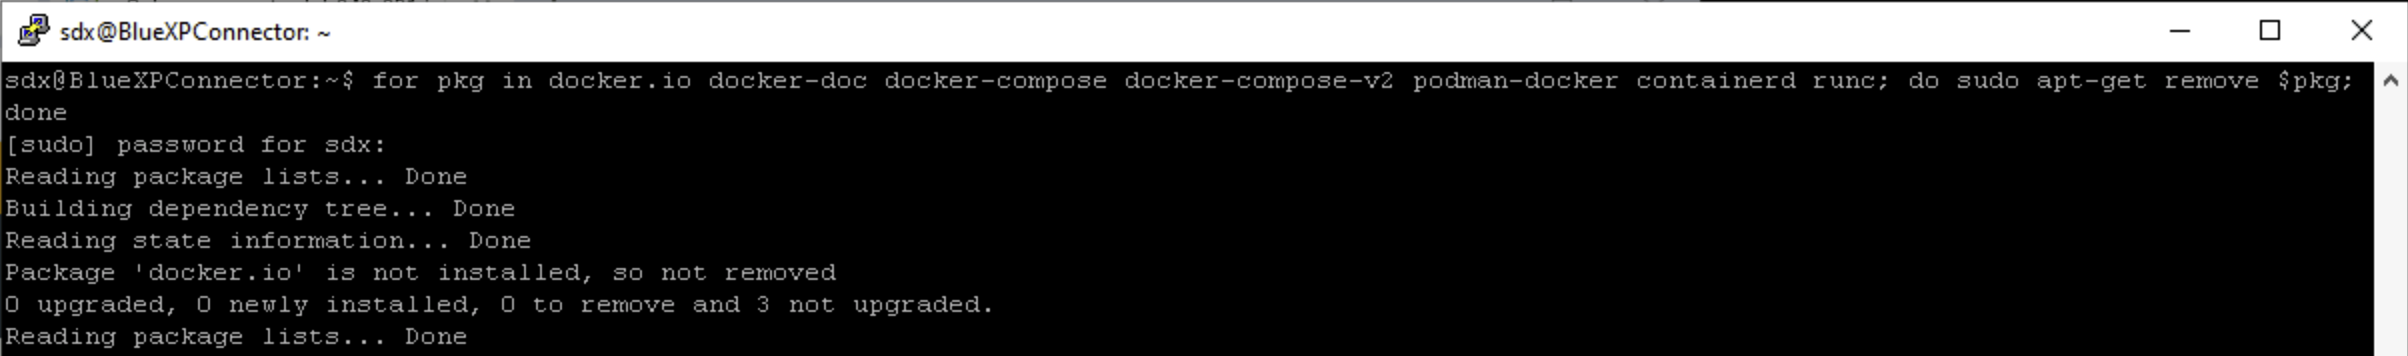 sdx@BlueXPConnector: ~
sdx@BlueXPConnector:~$ for pkg in docker.io docker-doc docker-compose docker-compose-v2 podman-docker containerd runc; do sudo apt-get remove $pkg;
done
[sudo] password for sdx:
Reading package lists... Done
Building dependency tree... Done
Reading state information... Done
Package 'docker.io' is not installed, so not removed
0 upgraded, 0 newly installed, 0 to remove and 3 not upgraded.
Reading package lists... Done